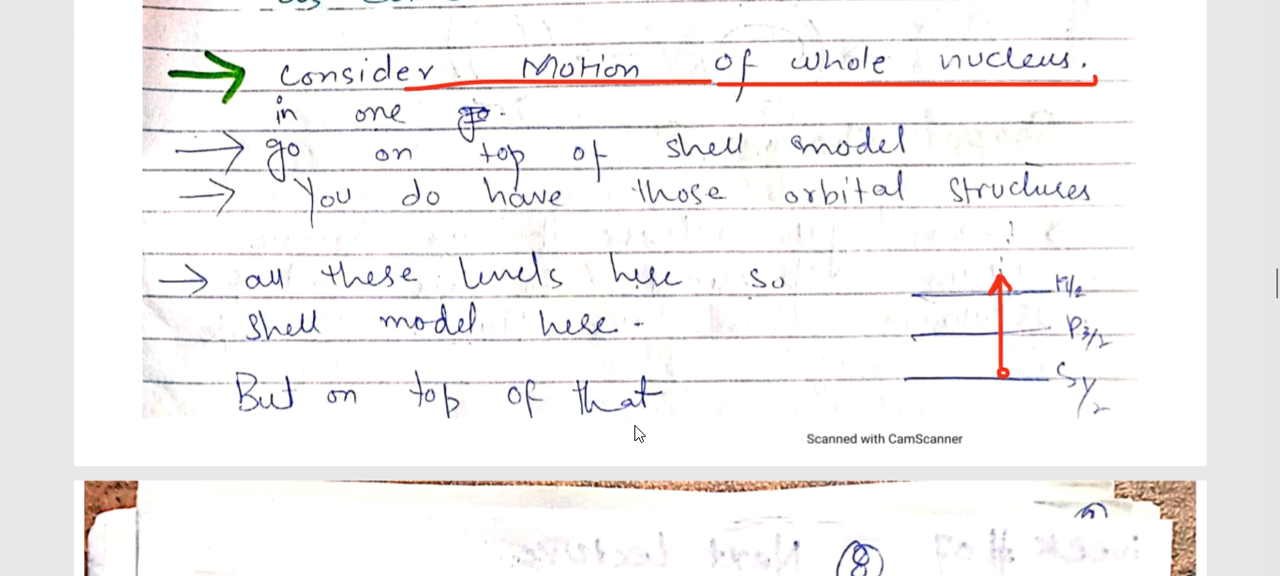 → Consider Motion of whole nucleus.
in one go.
→ go on top of shell model
→ You do have those orbital structures
→ all these levels here so
shell model here.
P3/2
S1/2
But on top of that
Scanned with CamScanner
8